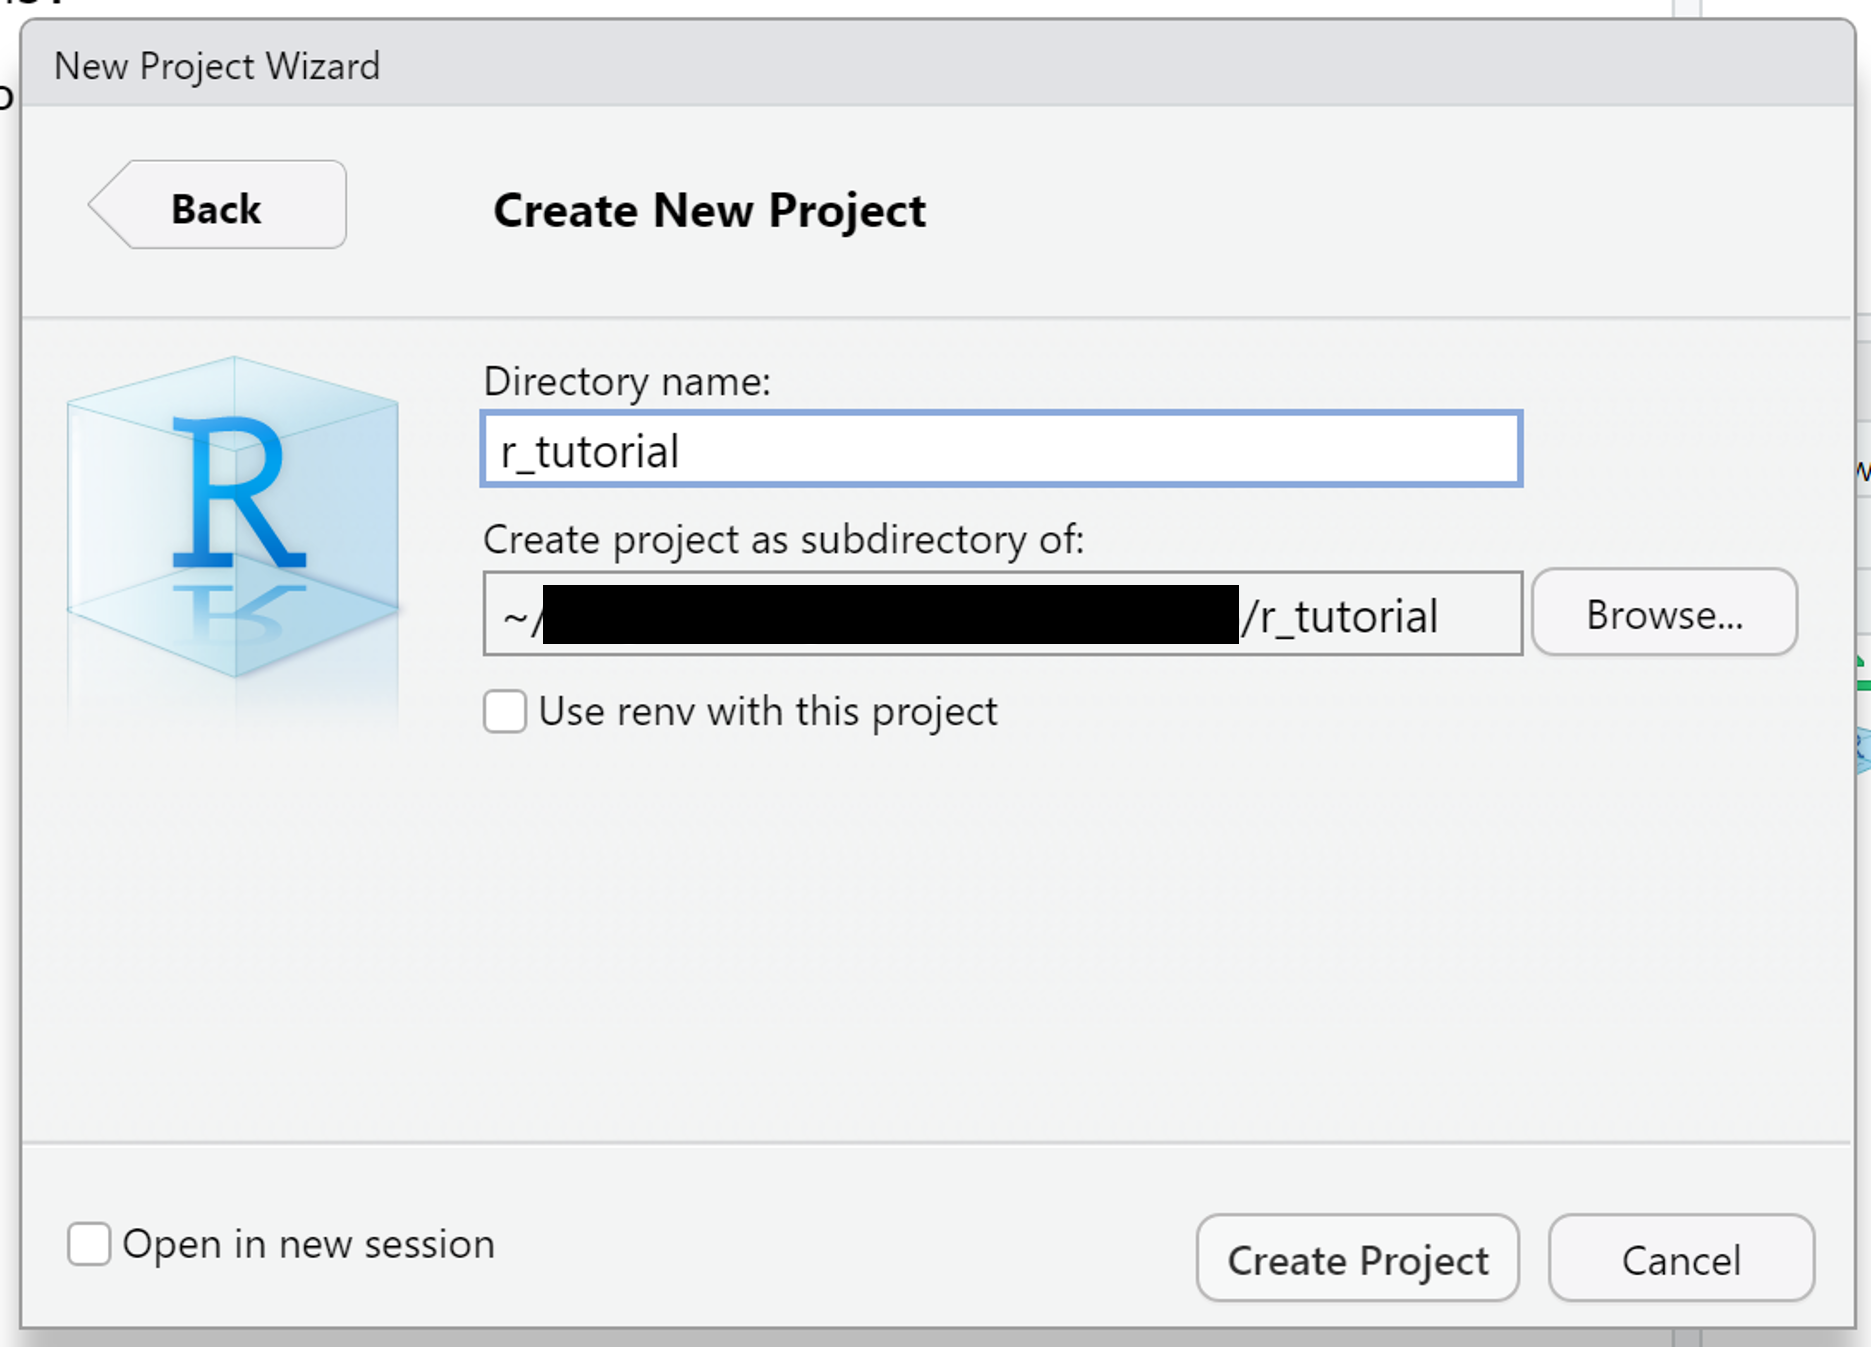 New Project Wizard
Back
Create New Project
R
Directory name:
r_tutorial
Create project as subdirectory of:
~/
/r_tutorial
Browse...
Use renv with this project
Open in new session
Create Project
Cancel